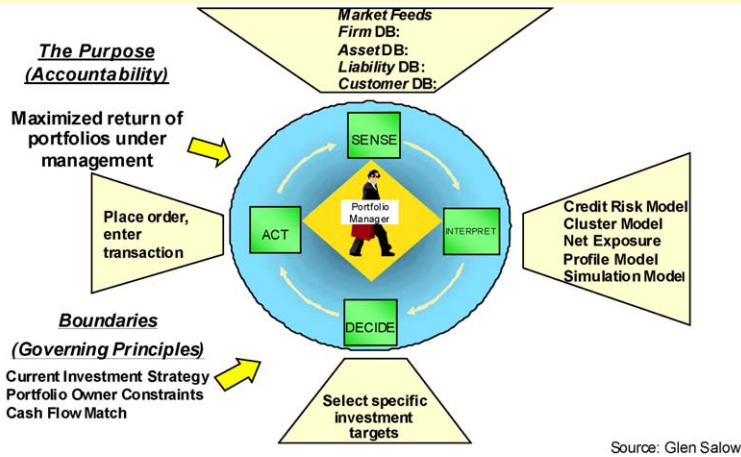 Market Feeds
Firm DB:
Asset DB:
Liability DB:
Customer DB:
The Purpose
(Accountability)
Maximized return of
portfolios under
management
SENSE
Portfolio
Manager
INTERPRET
Credit Risk Model
Cluster Model
Net Exposure
Profile Model
Simulation Model
Place order,
enter
transaction
ACT
DECIDE
Boundaries
(Governing Principles)
Current Investment Strategy
Portfolio Owner Constraints
Cash Flow Match
Select specific
investment
targets
Source: Glen Salow